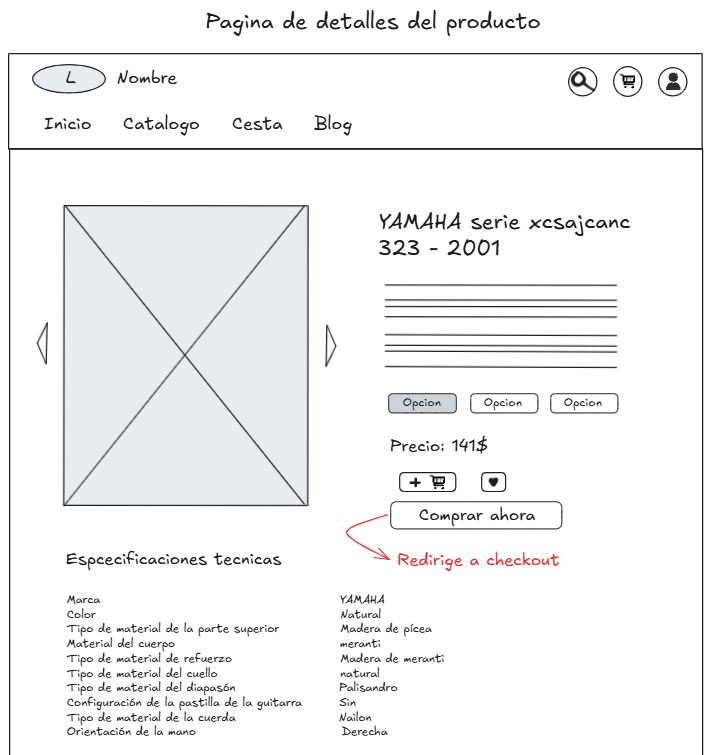 Pagina de detalles del producto
L
Nombre
Inicio
Catalogo
Cesta
Blog
YAMAHA serie xcsajcanc
323 - 2001
Opcion
Opcion
Opcion
Precio: 141$
+
Comprar ahora
Redirige a checkout
Espcecificaciones tecnicas
Marca YAMAHA
Color Natural
Tipo de material de la parte superior Madera de pícea
Material del cuerpo meranti
Tipo de material de refuerzo Madera de meranti
Tipo de material del cuello natural
Tipo de material del diapasón Palisandro
Configuración de la pastilla de la guitarra Sin
Tipo de material de la cuerda Nailon
Orientación de la mano Derecha